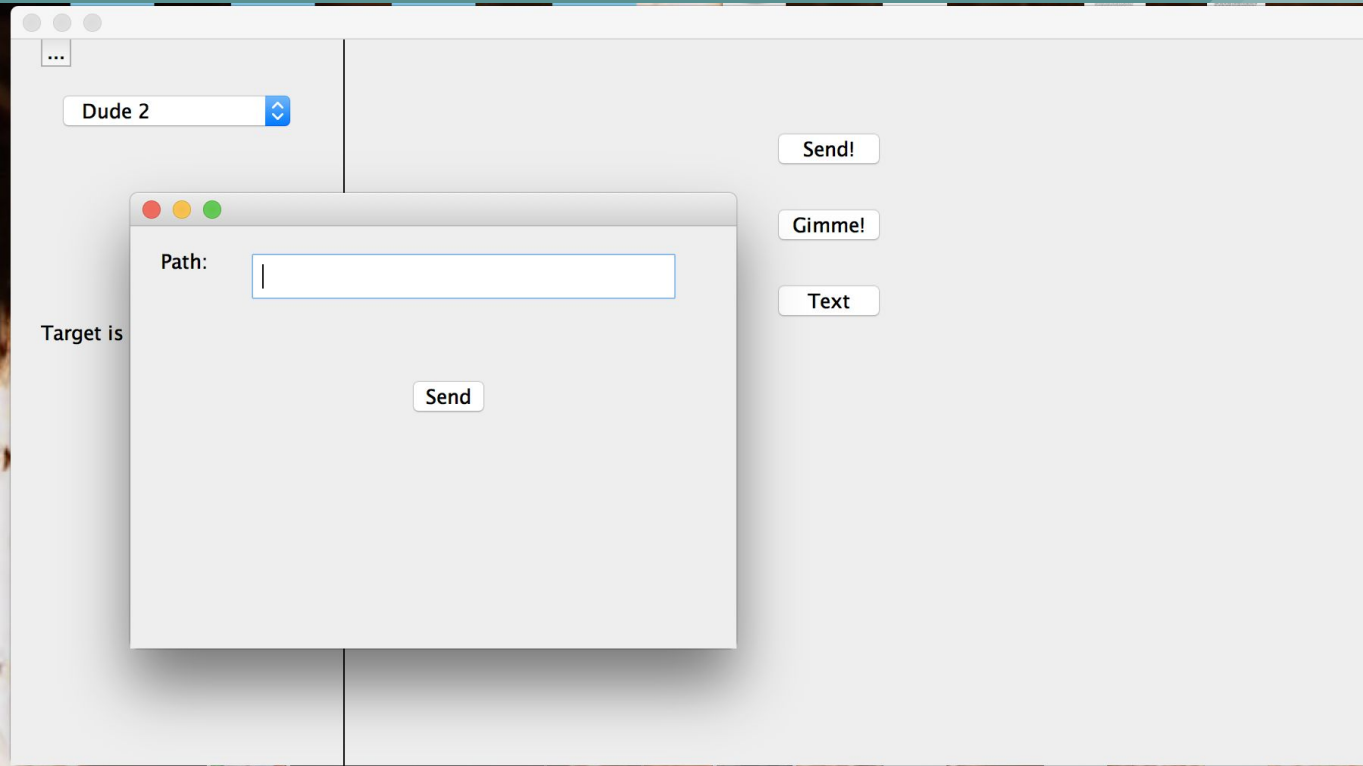 ...
Dude 2
Send!
Gimme!
Text
Path:
Target is
Send